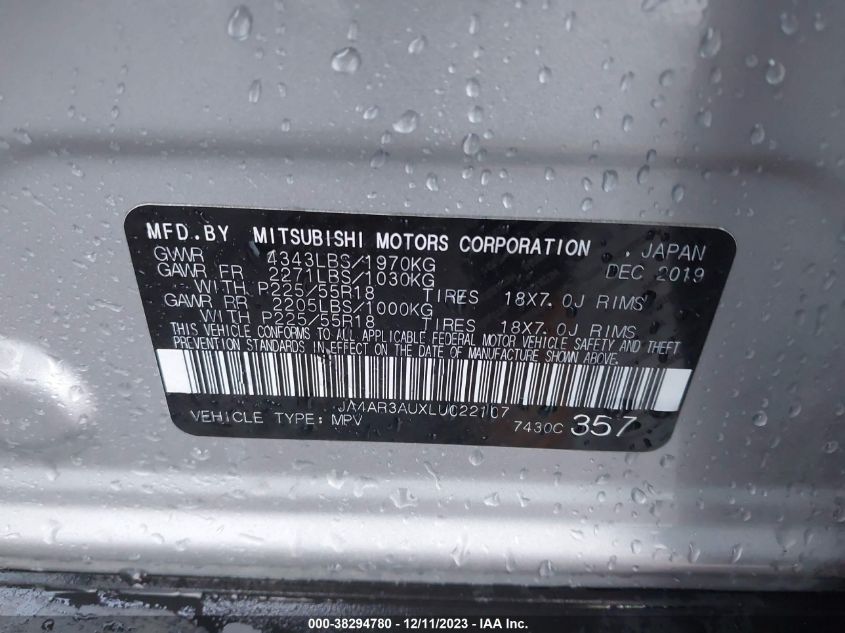 MFD.BY MITSUBISHI MOTORS CORPORATION , JAPAN
GVWR 4343LBS/1970KG DEC 2019
GAWR FR 2271LBS/1030KG
WITH P225/55R18 TIRES 18X7.0J RIMS
GAWR RR 2205LBS/1000KG
WITH P225/55R18 TIRES 18X7.0J RIMS
THIS VEHICLE CONFORMS TO ALL APPLICABLE FEDERAL MOTOR VEHICLE SAFETY AND THEFT
PREVENTION STANDARDS IN EFFECT ON THE DATE OF MANUFACTURE SHOWN ABOVE.
JA4AR3AUXLU022107
VEHICLE TYPE: MPV 7430C 357
000-38294780 - 12/11/2023 - IAA Inc.